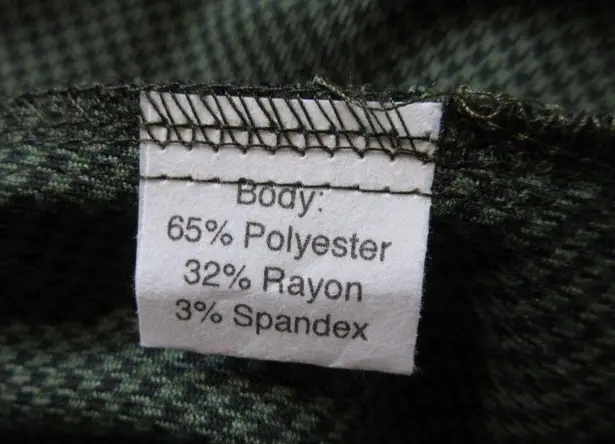 Body:
65% Polyester
32% Rayon
3% Spandex